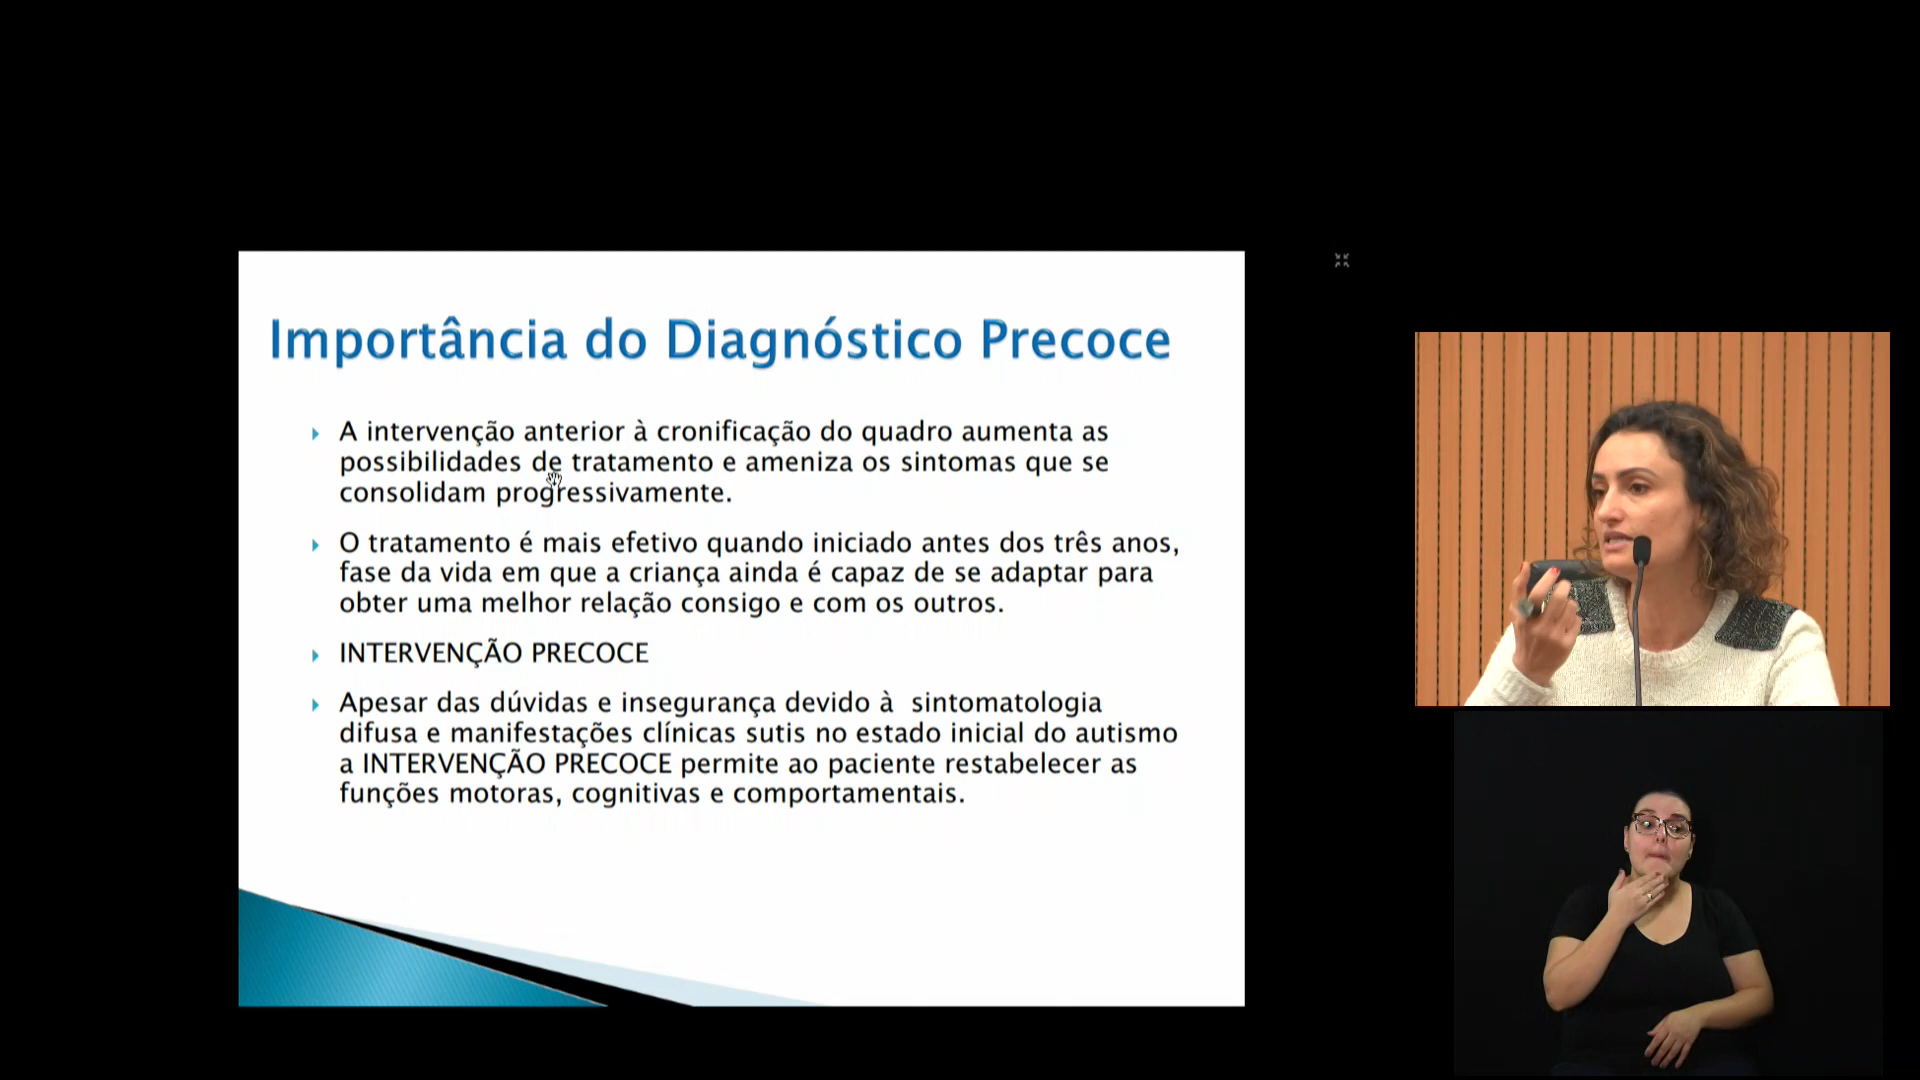 Importância do Diagnóstico Precoce
A intervenção anterior à cronificação do quadro aumenta as
possibilidades de tratamento e ameniza os sintomas que se
consolidam progressivamente.
O tratamento é mais efetivo quando iniciado antes dos três anos,
fase da vida em que a criança ainda é capaz de se adaptar para
obter uma melhor relação consigo e com os outros.
INTERVENÇÃO PRECOCE
Apesar das dúvidas e insegurança devido à  sintomatologia
difusa e manifestações clínicas sutis no estado inicial do autismo
a INTERVENÇÃO PRECOCE permite ao paciente restabelecer as
funções motoras, cognitivas e comportamentais.